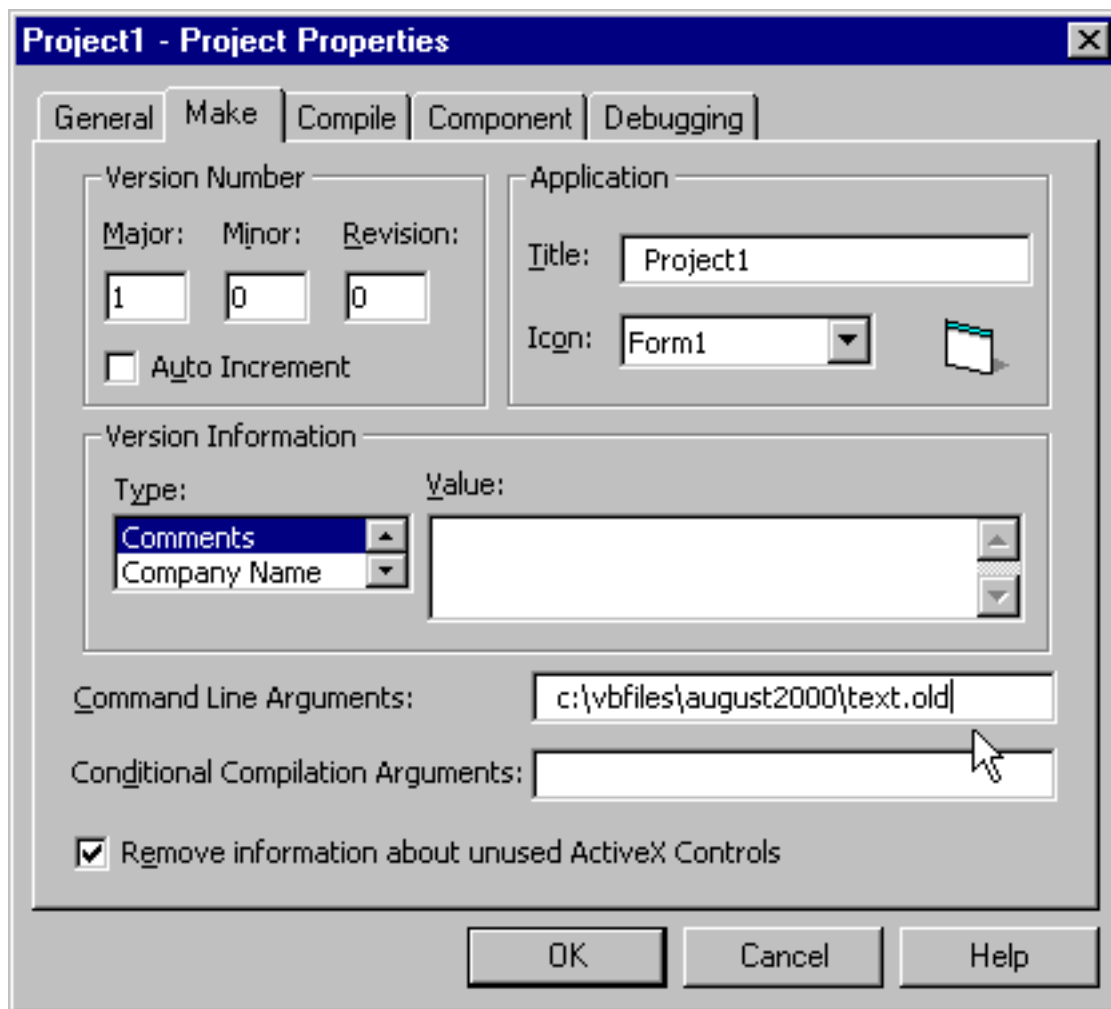 Project1 - Project Properties
General Make Compile Component Debugging
Version Number
Major: Minor: Revision:
1 0 0
Auto Increment
Application
Title: Project1
Icon: Form1
Version Information
Type: Value:
Comments
Company Name
Command Line Arguments: c:\vbfiles\august2000\text.old
Conditional Compilation Arguments:
Remove information about unused ActiveX Controls
OK Cancel Help